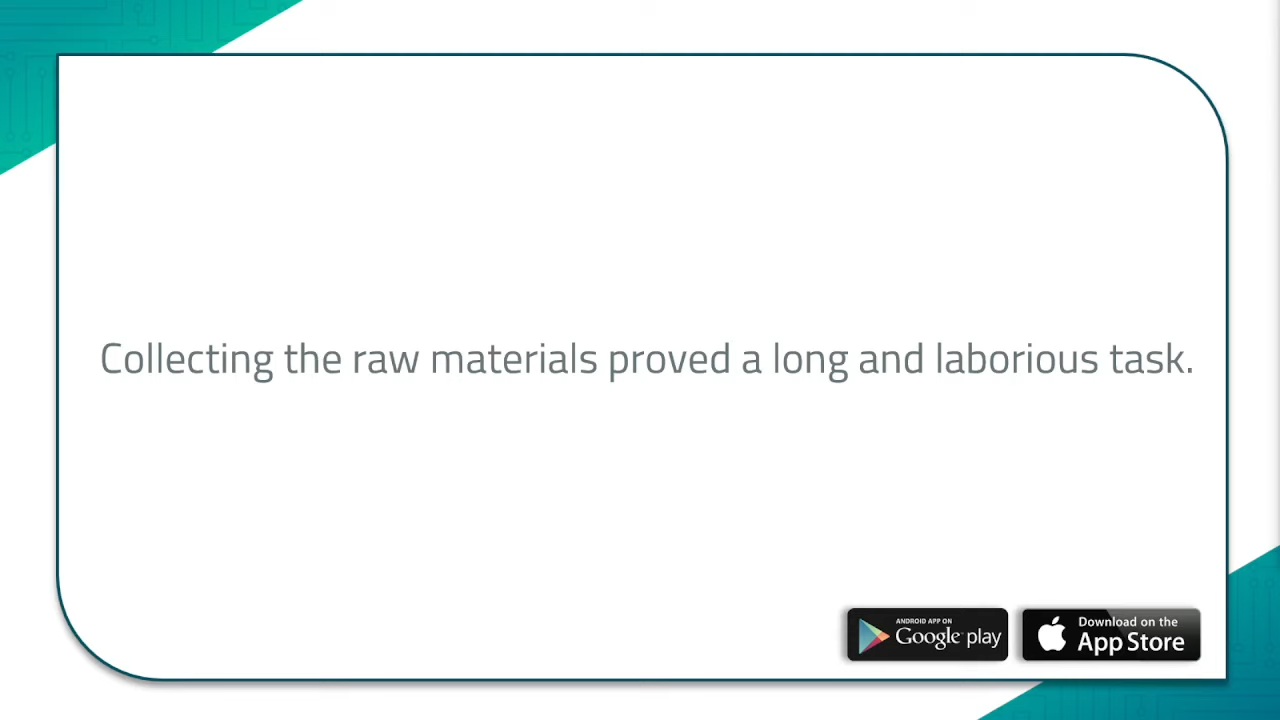 Collecting the raw materials proved a long and laborious task.
ANDROID APP ON
Google play
Download on the
App Store